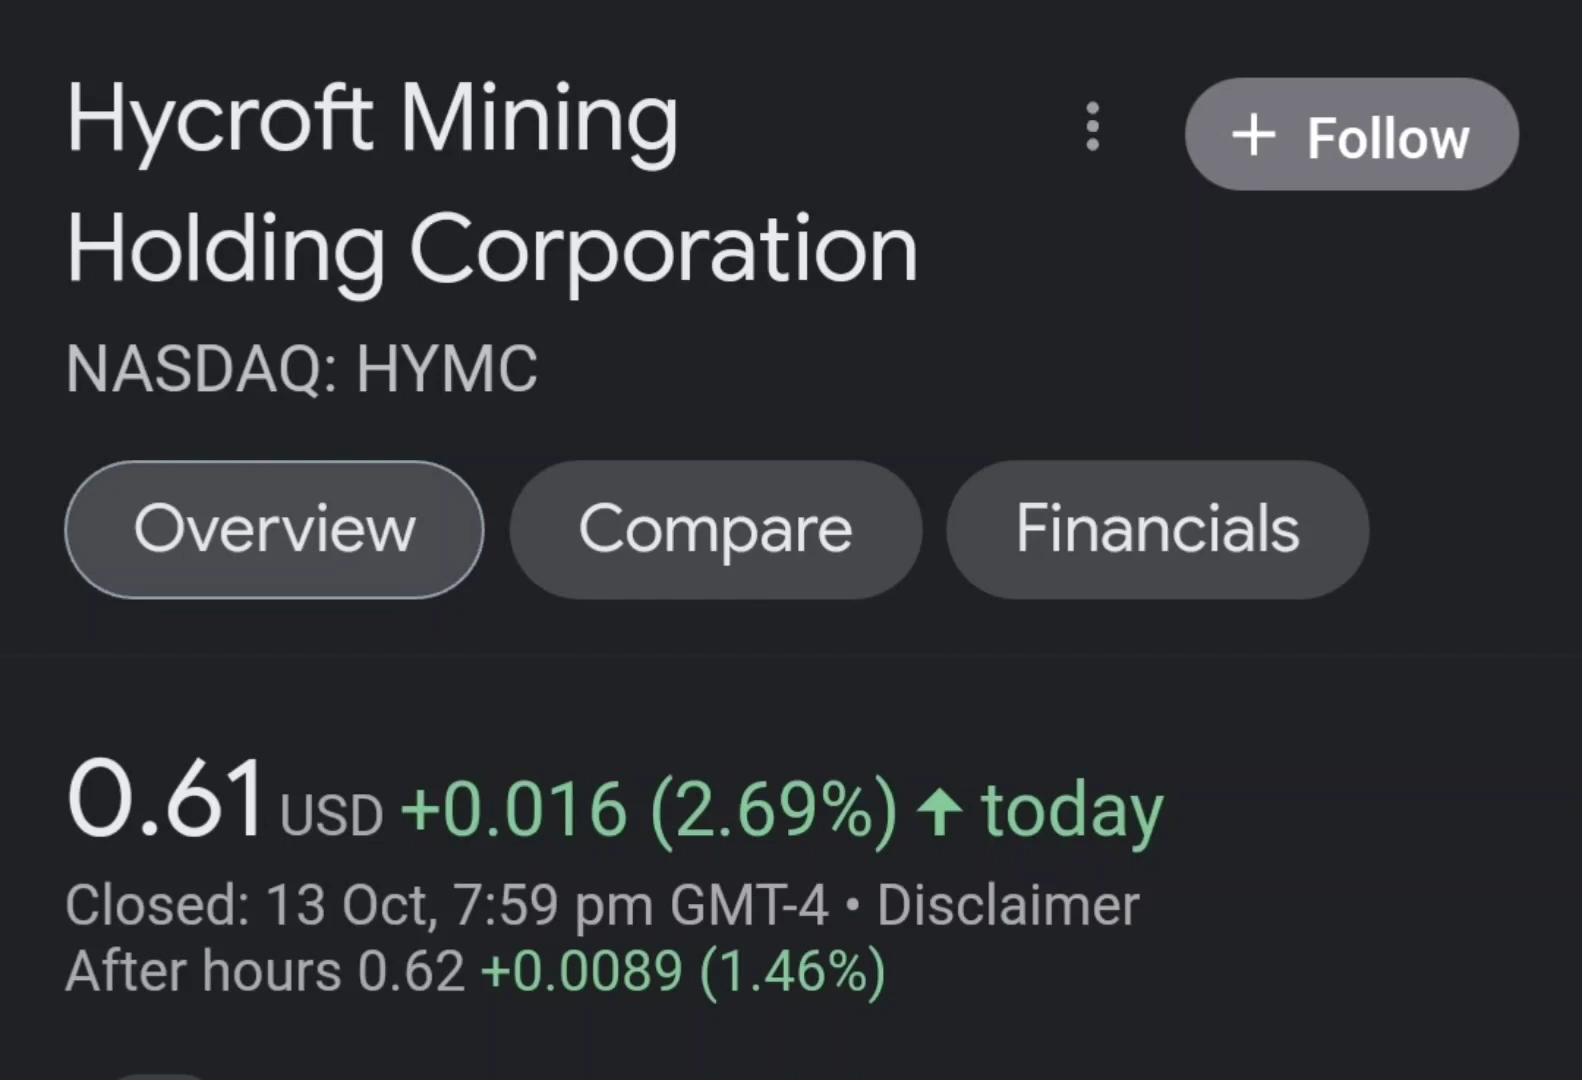 Hycroft Mining
Holding Corporation
+ Follow
NASDAQ: HYMC
Overview
Compare
Financials
0.61 USD +0.016 (2.69%) ↑ today
Closed: 13 Oct, 7:59 pm GMT-4 • Disclaimer
After hours 0.62 +0.0089 (1.46%)